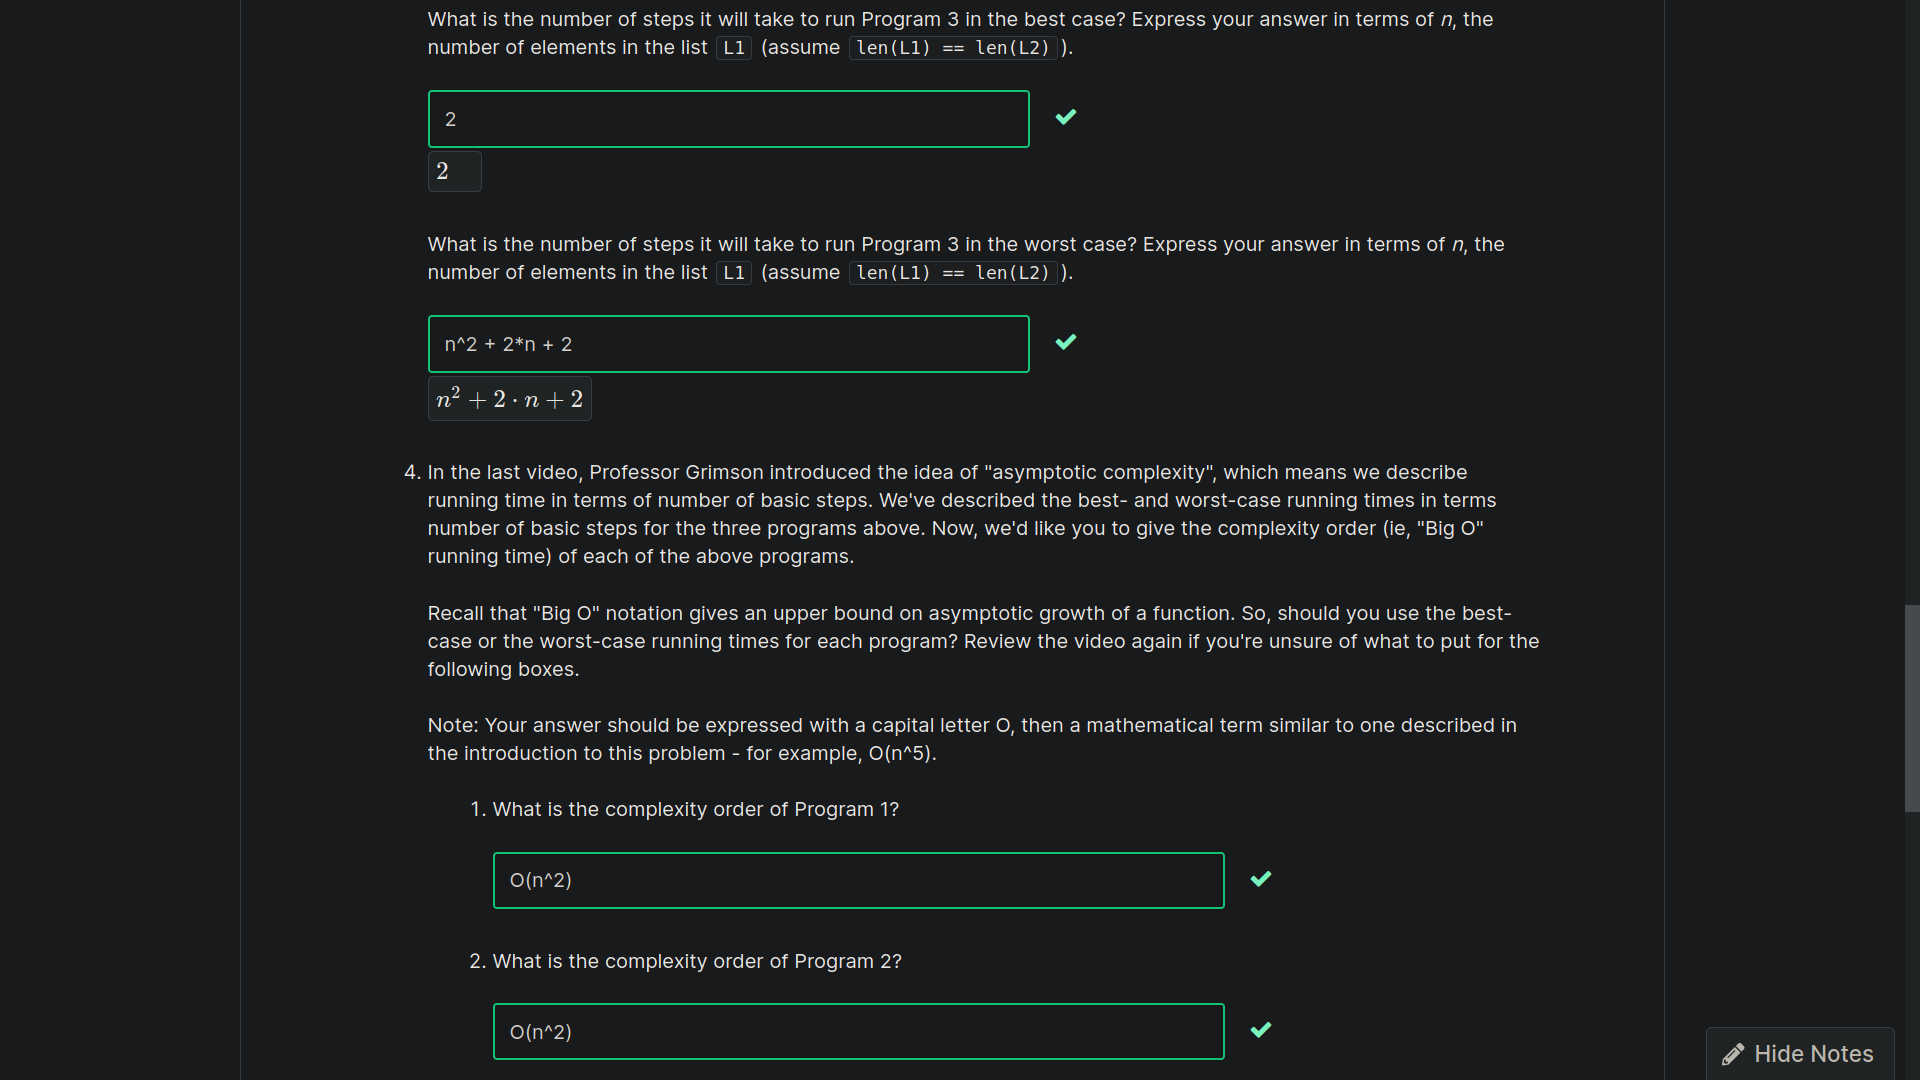 What is the number of steps it will take to run Program 3 in the best case? Express your answer in terms of n, the
number of elements in the list L1 (assume len(L1) == len(L2) ).
2
2
What is the number of steps it will take to run Program 3 in the worst case? Express your answer in terms of n, the
number of elements in the list L1 (assume len(L1) == len(L2) ).
n^2 + 2*n + 2
n² + 2 · n + 2
4. In the last video, Professor Grimson introduced the idea of "asymptotic complexity", which means we describe
running time in terms of number of basic steps. We've described the best- and worst-case running times in terms
number of basic steps for the three programs above. Now, we'd like you to give the complexity order (ie, "Big O"
running time) of each of the above programs.
Recall that "Big O" notation gives an upper bound on asymptotic growth of a function. So, should you use the best-
case or the worst-case running times for each program? Review the video again if you're unsure of what to put for the
following boxes.
Note: Your answer should be expressed with a capital letter O, then a mathematical term similar to one described in
the introduction to this problem - for example, O(n^5).
1. What is the complexity order of Program 1?
O(n^2)
2. What is the complexity order of Program 2?
O(n^2)
Hide Notes